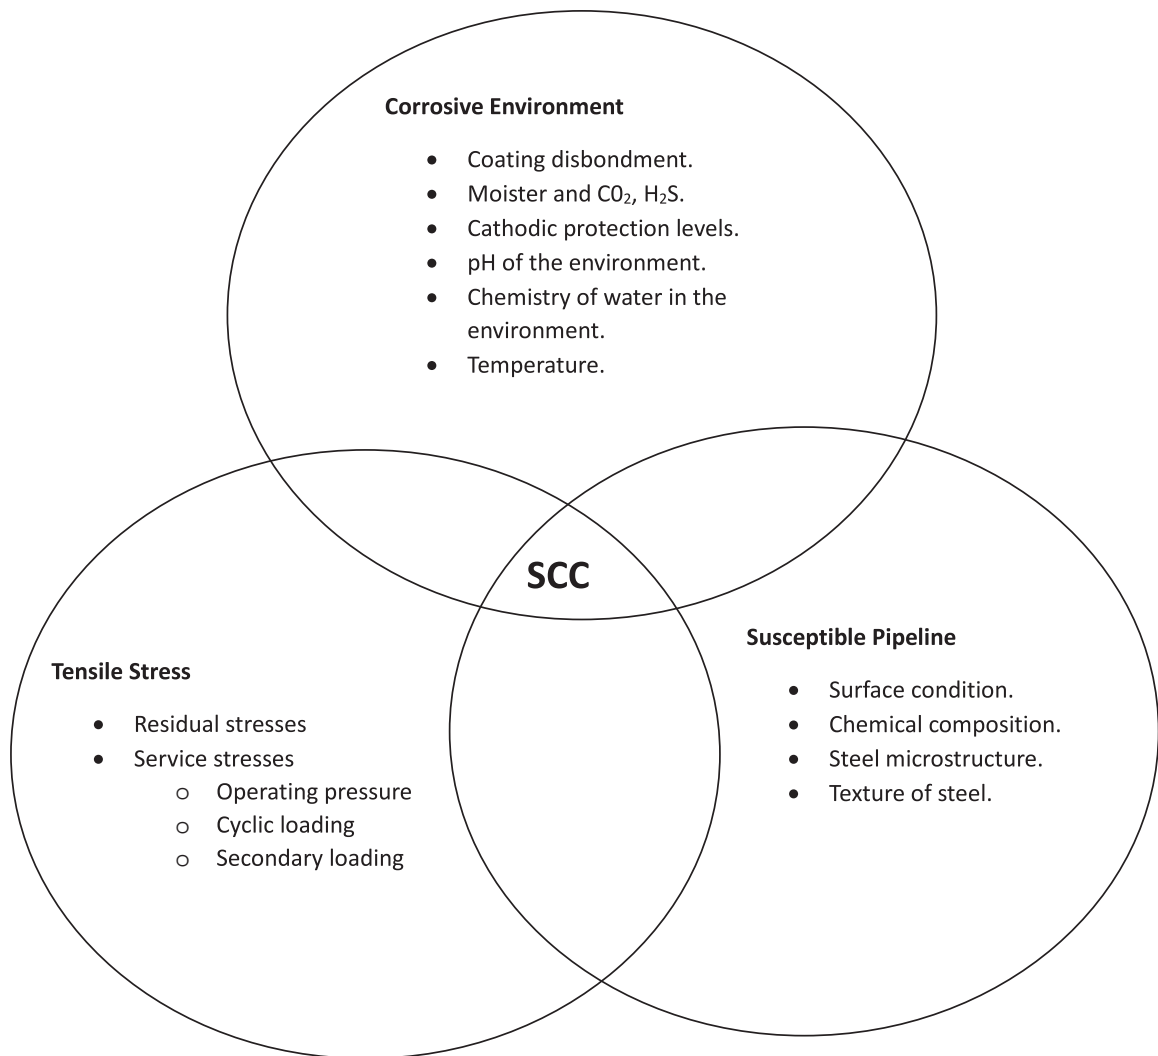 Corrosive Environment
• Coating disbondment.
• Moister and C0₂, H₂S.
• Cathodic protection levels.
• pH of the environment.
• Chemistry of water in the
environment.
• Temperature.
SCC
Tensile Stress
• Residual stresses
• Service stresses
o Operating pressure
o Cyclic loading
o Secondary loading
Susceptible Pipeline
• Surface condition.
• Chemical composition.
• Steel microstructure.
• Texture of steel.